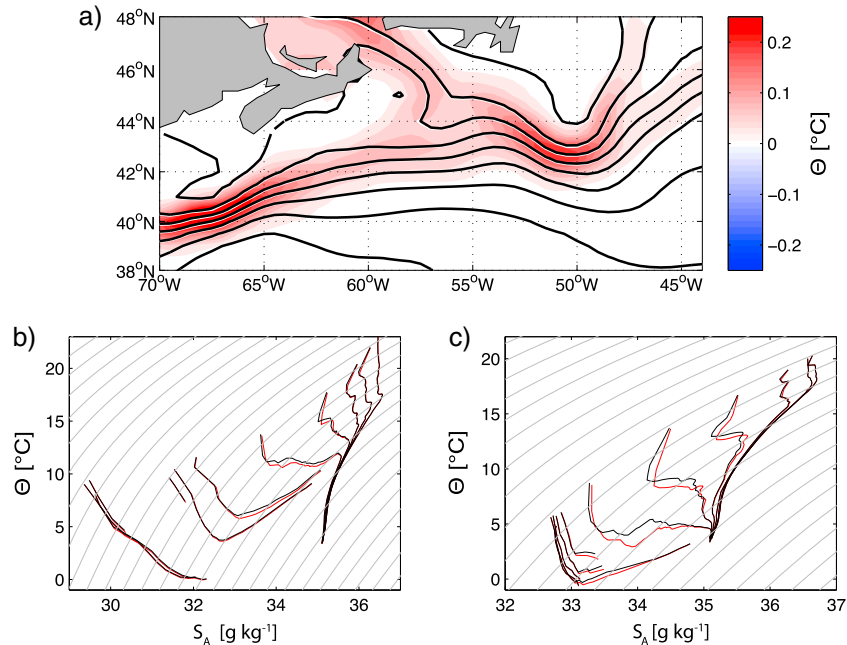 a)
48°N
46°N
44°N
42°N
40°N
38°N
70°W
65°W
60°W
55°W
50°W
45°W
0.2
0.1
0
−0.1
−0.2
Θ [°C]
b)
20
15
10
5
0
Θ [°C]
30
32
34
36
S_A [g kg⁻¹]
c)
20
15
10
5
0
Θ [°C]
32
33
34
35
36
37
S_A [g kg⁻¹]